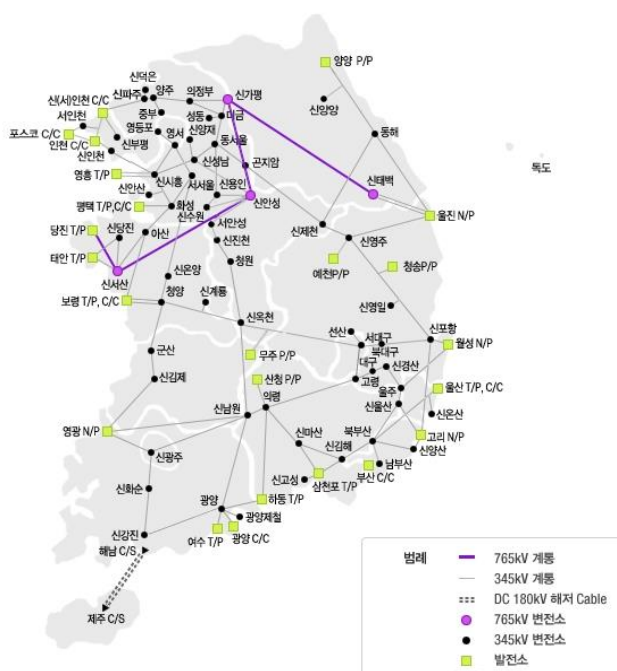 양양 P/P
신덕은
신파주
양주
의정부
신가평
신양양
신(서)인천 C/C
중부
성동
미금
서인천
영등포
영서
신양재
동서울
동해
포스코 C/C
인천 C/C
신부평
신인천
신성남
곤지암
독도
영흥 T/P
신시흥
서서울
신용인
신태백
신안산
신안성
평택 T/P,C/C
화성
신수원
울진 N/P
당진 T/P
신당진
아산
서안성
신제천
신영주
신진천
태안 T/P
청원
예천P/P
청송P/P
신서산
신온양
보령 T/P, C/C
청양
신계룡
신영일
신옥천
선산
서대구
신포항
북대구
월성 N/P
군산
무주 P/P
대구
신경산
신김제
산청 P/P
고령
울주
울산 T/P, C/C
의령
신울산
신남원
신온산
영광 N/P
신마산
북부산
고리 N/P
신광주
신김해
신양산
신고성
남부산
삼천포 T/P
부산 C/C
신화순
하동 T/P
광양
광양제철
신강진
여수 T/P
광양 C/C
해남 C/S
제주 C/S
범례
765kV 계통
345kV 계통
DC 180kV 해저 Cable
765kV 변전소
345kV 변전소
발전소